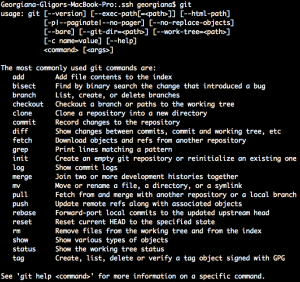 Georgiana-Gligors-MacBook-Pro:.ssh georgiana$ git
usage: git [--version] [--exec-path[=<path>]] [--html-path]
[-p|--paginate|--no-pager] [--no-replace-objects]
[--bare] [--git-dir=<path>] [--work-tree=<path>]
[-c name=value] [--help]
<command> [<args>]

The most commonly used git commands are:
add Add file contents to the index
bisect Find by binary search the change that introduced a bug
branch List, create, or delete branches
checkout Checkout a branch or paths to the working tree
clone Clone a repository into a new directory
commit Record changes to the repository
diff Show changes between commits, commit and working tree, etc
fetch Download objects and refs from another repository
grep Print lines matching a pattern
init Create an empty git repository or reinitialize an existing one
log Show commit logs
merge Join two or more development histories together
mv Move or rename a file, a directory, or a symlink
pull Fetch from and merge with another repository or a local branch
push Update remote refs along with associated objects
rebase Forward-port local commits to the updated upstream head
reset Reset current HEAD to the specified state
rm Remove files from the working tree and from the index
show Show various types of objects
status Show the working tree status
tag Create, list, delete or verify a tag object signed with GPG

See 'git help <command>' for more information on a specific command.